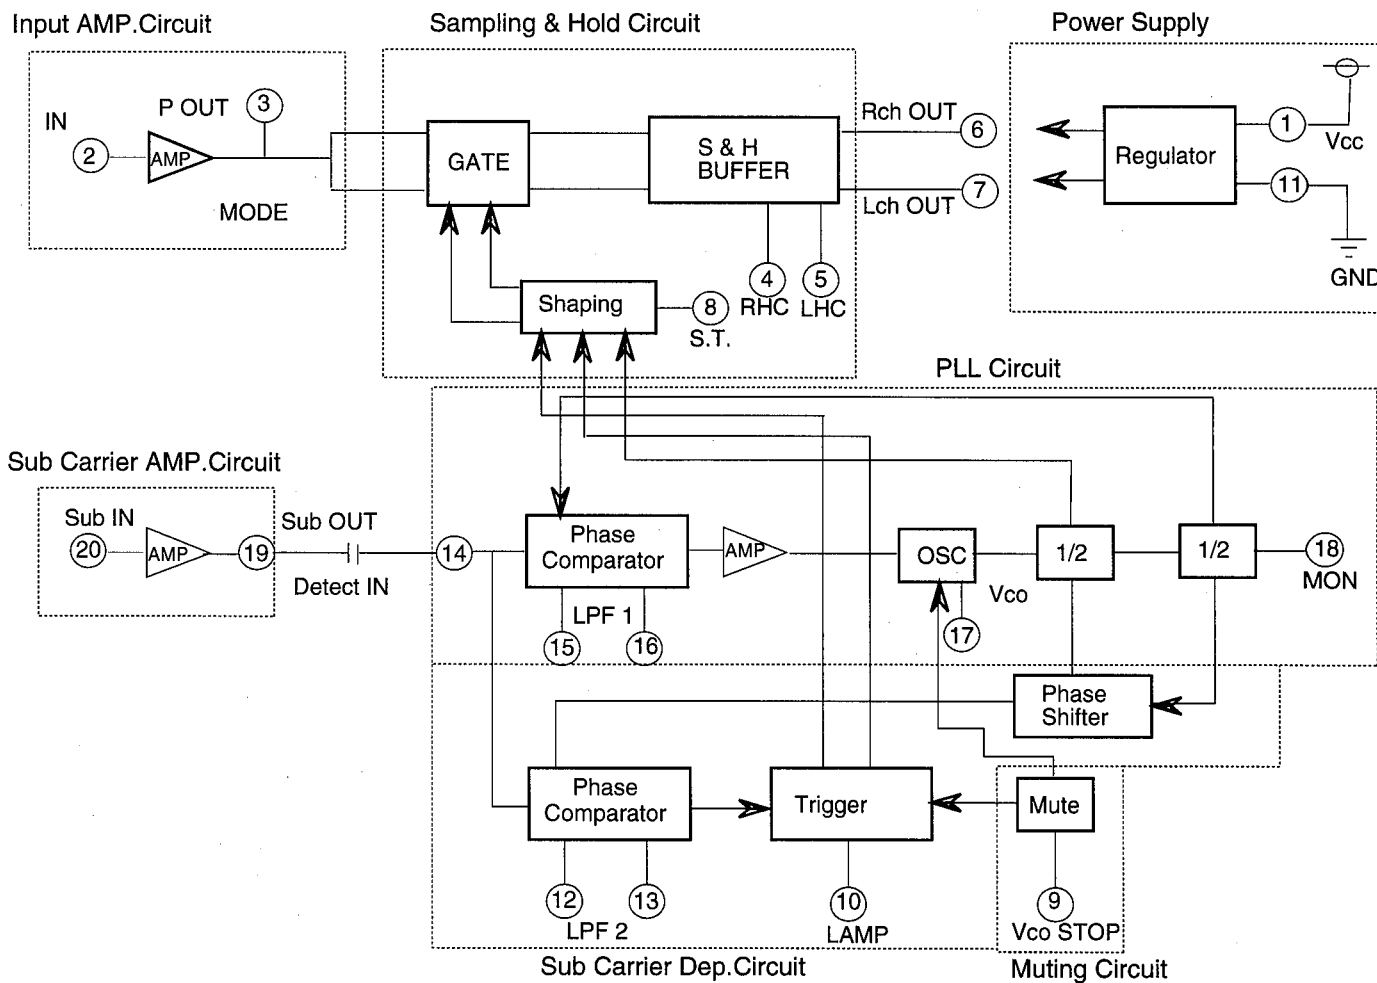 Input AMP.Circuit
Sampling & Hold Circuit
Power Supply
IN
2
AMP
P OUT
3
MODE
GATE
S & H
BUFFER
Rch OUT
6
7
Lch OUT
4
RHC
5
LHC
Shaping
8
S.T.
Regulator
1
Vcc
11
GND
PLL Circuit
Sub Carrier AMP.Circuit
Sub IN
20
AMP
19
Sub OUT
Detect IN
14
Phase
Comparator
LPF 1
15
16
AMP
OSC
Vco
17
1/2
1/2
18
MON
Phase
Shifter
Phase
Comparator
12
13
LPF 2
Trigger
10
LAMP
Mute
9
Vco STOP
Sub Carrier Dep.Circuit
Muting Circuit